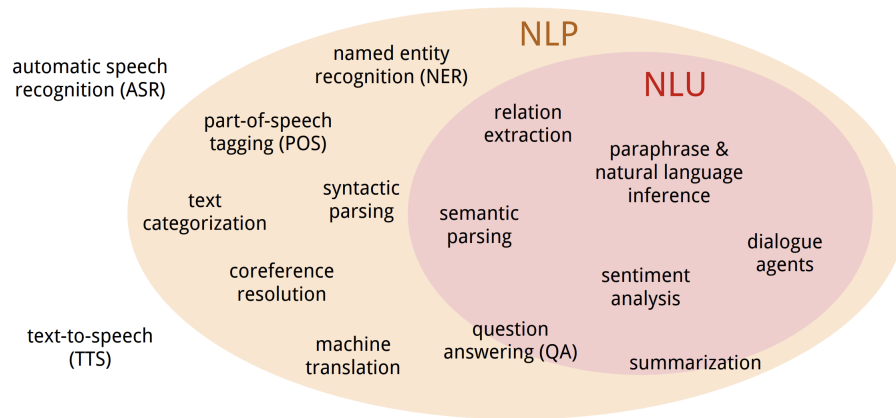 NLP
NLU
automatic speech
recognition (ASR)
named entity
recognition (NER)
part-of-speech
tagging (POS)
relation
extraction
paraphrase &
natural language
inference
text
categorization
syntactic
parsing
semantic
parsing
dialogue
agents
coreference
resolution
sentiment
analysis
text-to-speech
(TTS)
machine
translation
question
answering (QA)
summarization